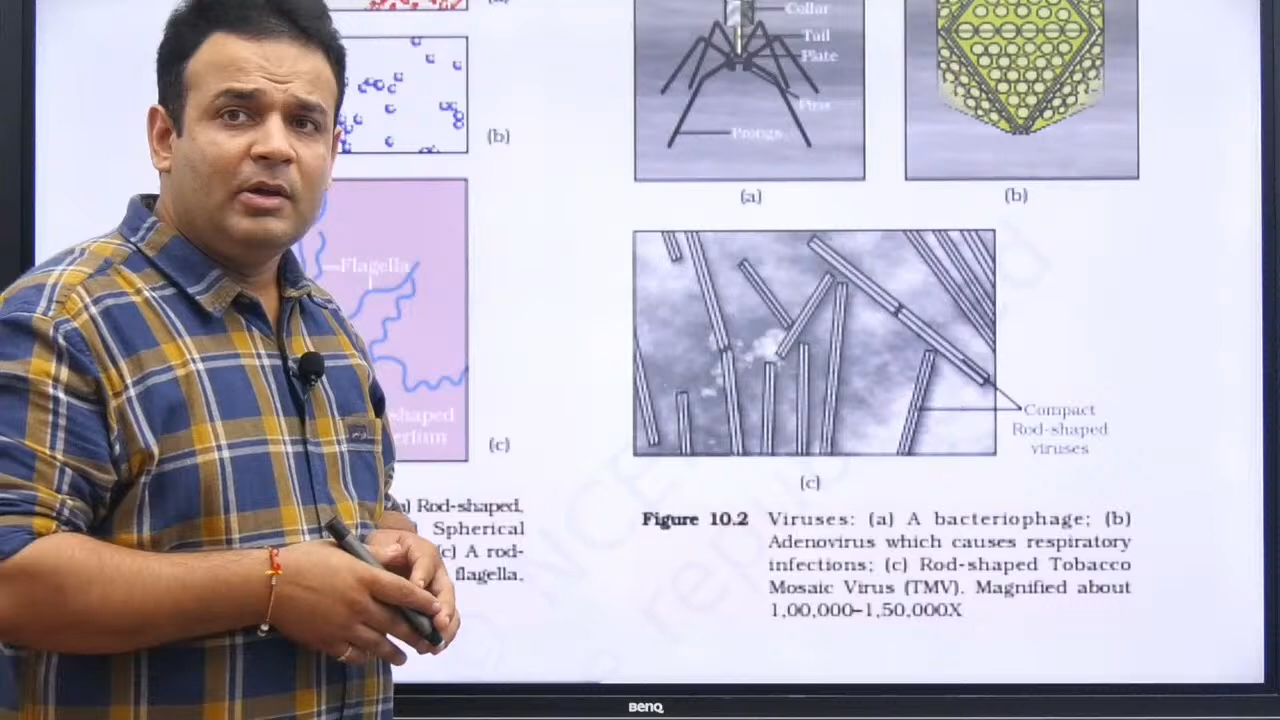 (b)
Flagella
shaped
(c)
a) Rod-shaped,
Spherical
(c) A rod-
flagella,
Collar
Tail
Plate
Pins
Prongs
(a)
(b)
Compact
Rod-shaped
viruses
(c)
Figure 10.2 Viruses: (a) A bacteriophage; (b)
Adenovirus which causes respiratory
infections; (c) Rod-shaped Tobacco
Mosaic Virus (TMV). Magnified about
1,00,000–1,50,000X
BenQ